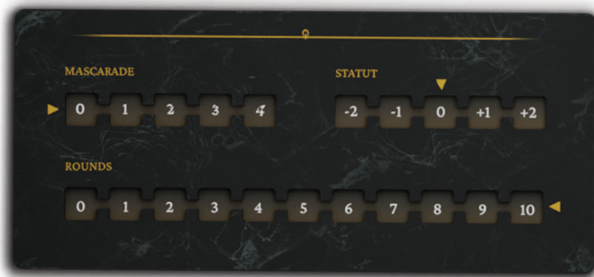 MASCARADE
0 1 2 3 4
STATUT
-2 -1 0 +1 +2
ROUNDS
0 1 2 3 4 5 6 7 8 9 10